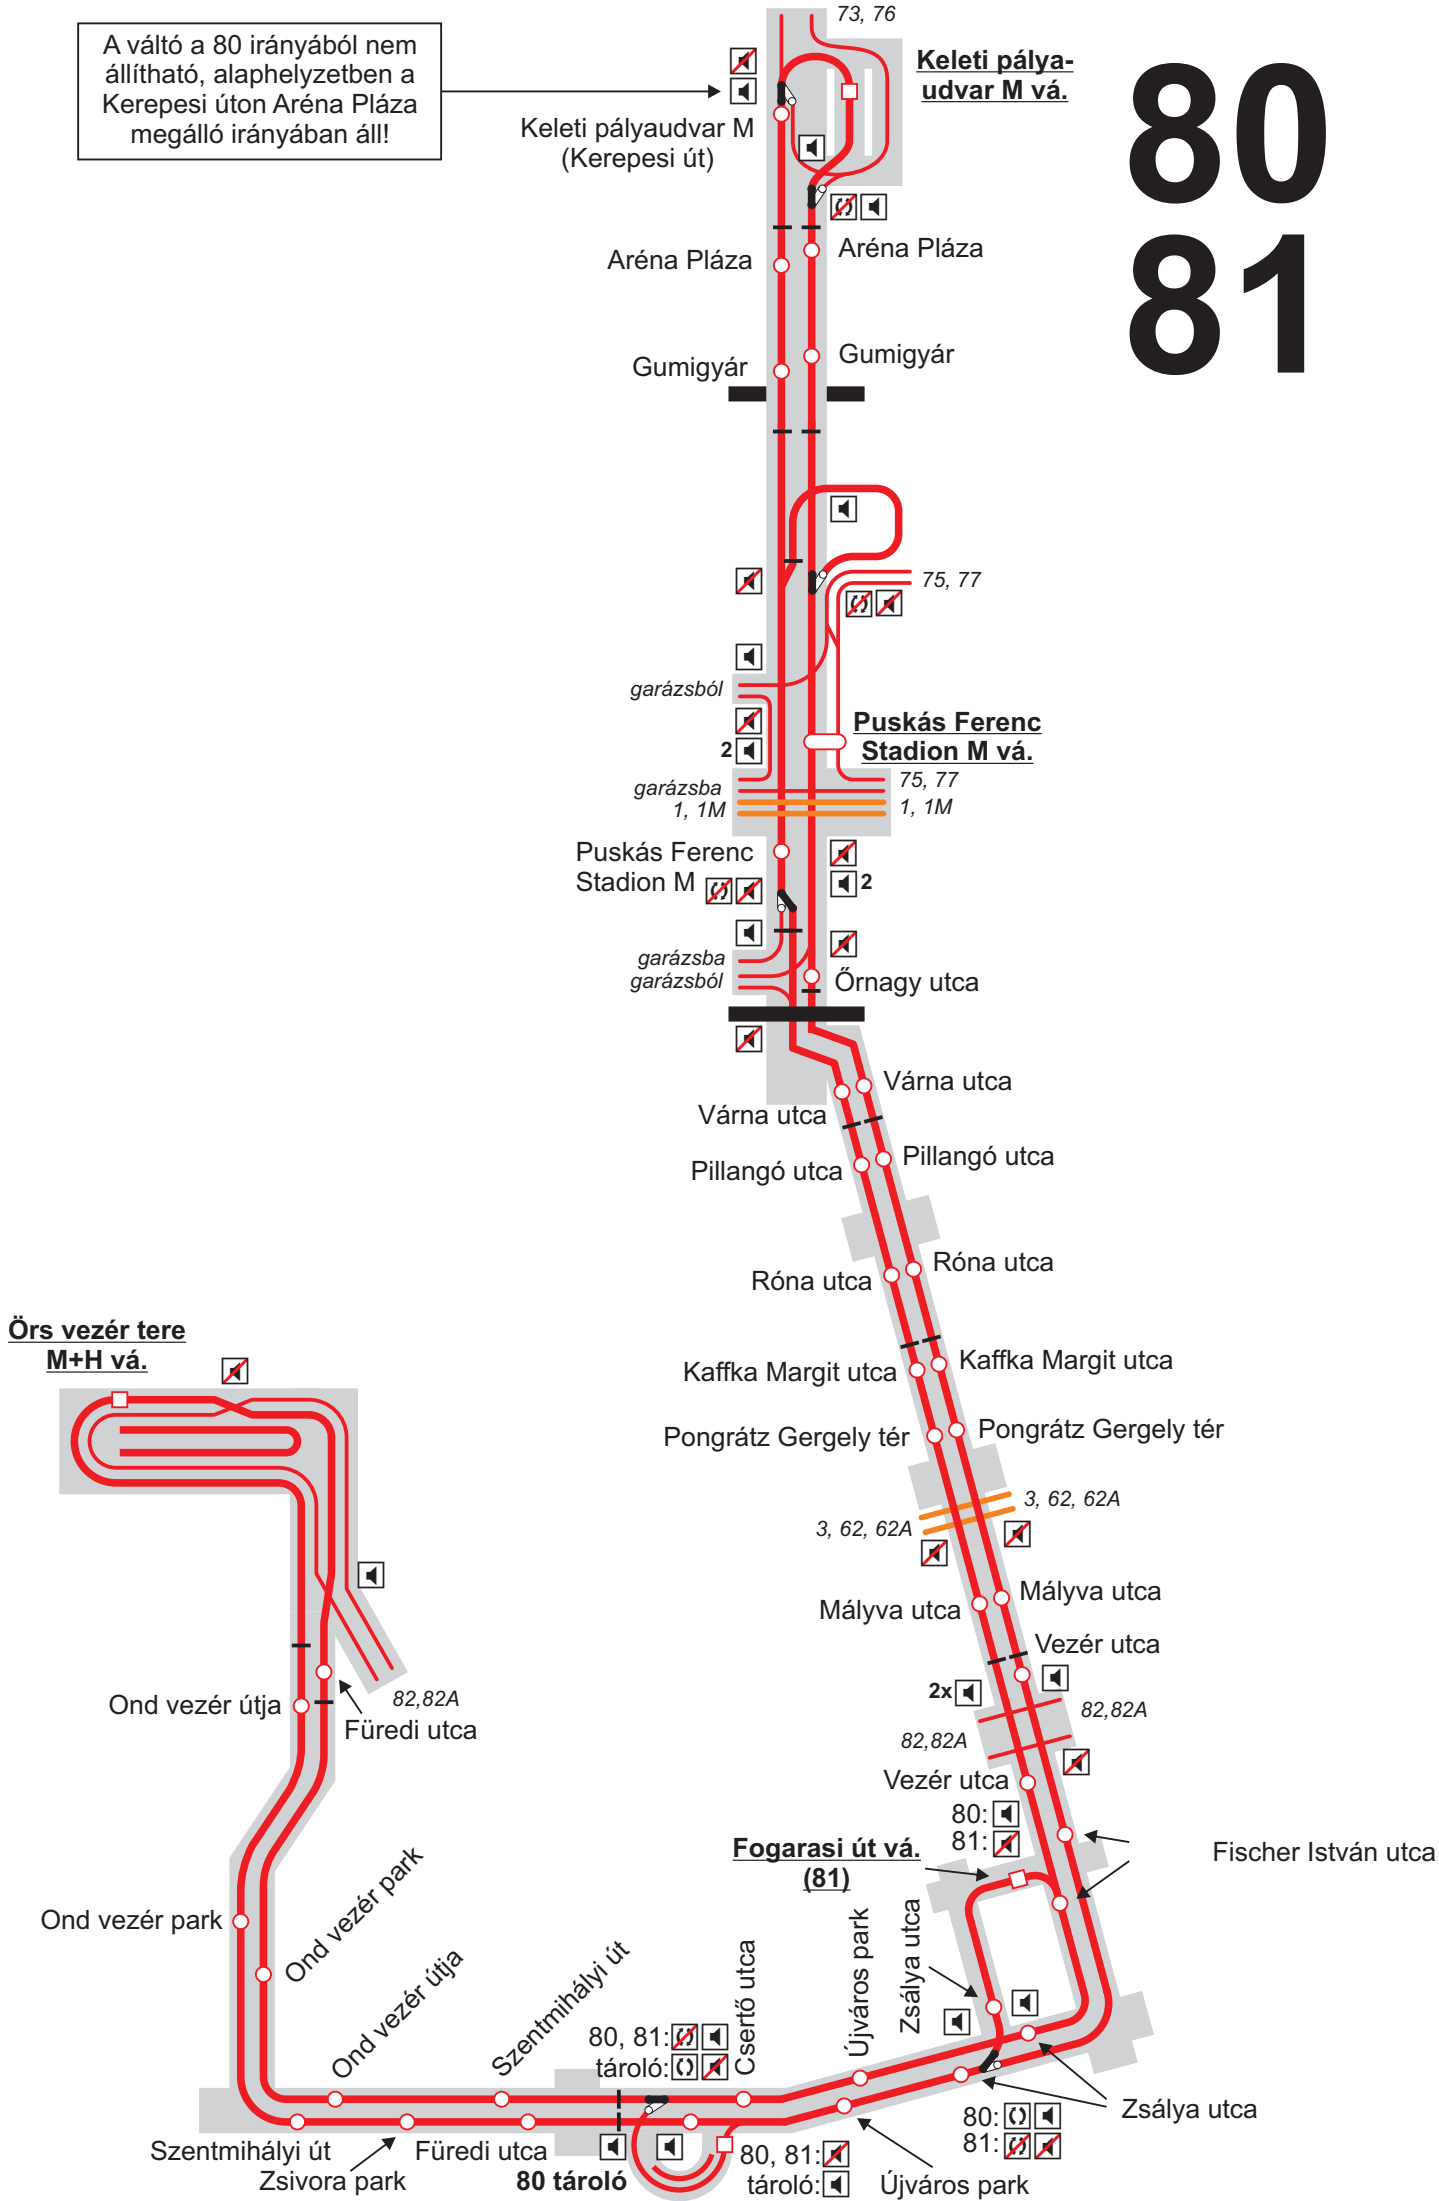 73, 76
A váltó a 80 irányából nem
állítható, alaphelyzetben a
Kerepesi úton Aréna Pláza
megálló irányában áll!
Keleti pálya-
udvar M vá.
80
81
Keleti pályaudvar M
(Kerepesi út)
Aréna Pláza
Aréna Pláza
Gumigyár
Gumigyár
75, 77
garázsból
2
Puskás Ferenc
Stadion M vá.
garázsba
1, 1M
75, 77
1, 1M
Puskás Ferenc
Stadion M
2
garázsba
garázsból
Őrnagy utca
Várna utca
Várna utca
Pillangó utca
Pillangó utca
Róna utca
Róna utca
Örs vezér tere
M+H vá.
Kaffka Margit utca
Kaffka Margit utca
Pongrátz Gergely tér
Pongrátz Gergely tér
3, 62, 62A
3, 62, 62A
Mályva utca
Mályva utca
Vezér utca
2x
82,82A
82,82A
Vezér utca
Ond vezér útja
82,82A
Füredi utca
80:
81:
Fogarasi út vá.
(81)
Fischer István utca
Ond vezér park
Ond vezér park
Ond vezér útja
Szentmihályi út
80, 81:
tároló:
Csertő utca
Újváros park
Zsálya utca
Zsálya utca
80:
81:
Szentmihályi út
Zsivora park
Füredi utca
80 tároló
80, 81:
tároló:
Újváros park